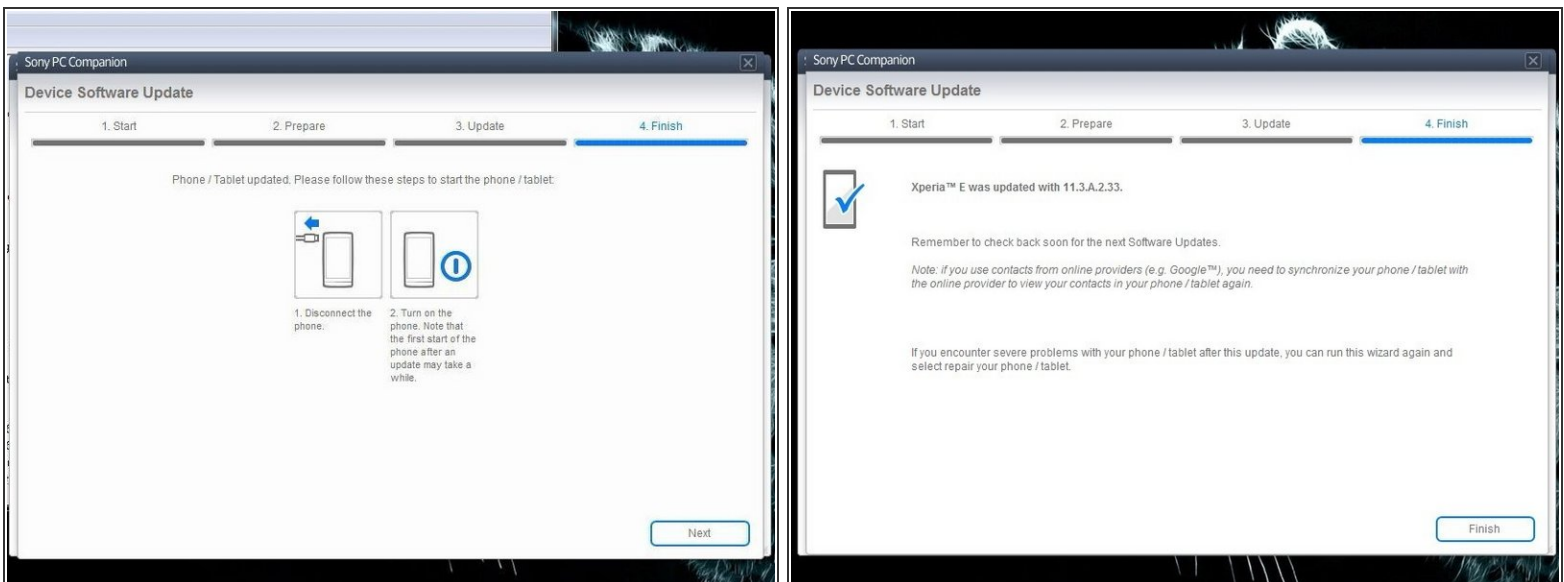 Sony PC Companion
Device Software Update
1. Start 2. Prepare 3. Update 4. Finish
Phone / Tablet updated. Please follow these steps to start the phone / tablet:
1. Disconnect the
phone.
2. Turn on the
phone. Note that
the first start of the
phone after an
update may take a
while.
Next
Sony PC Companion
Device Software Update
1. Start 2. Prepare 3. Update 4. Finish
Xperia™ E was updated with 11.3.A.2.33.
Remember to check back soon for the next Software Updates.
Note: if you use contacts from online providers (e.g. Google™), you need to synchronize your phone / tablet with
the online provider to view your contacts in your phone / tablet again.
If you encounter severe problems with your phone / tablet after this update, you can run this wizard again and
select repair your phone / tablet.
Finish